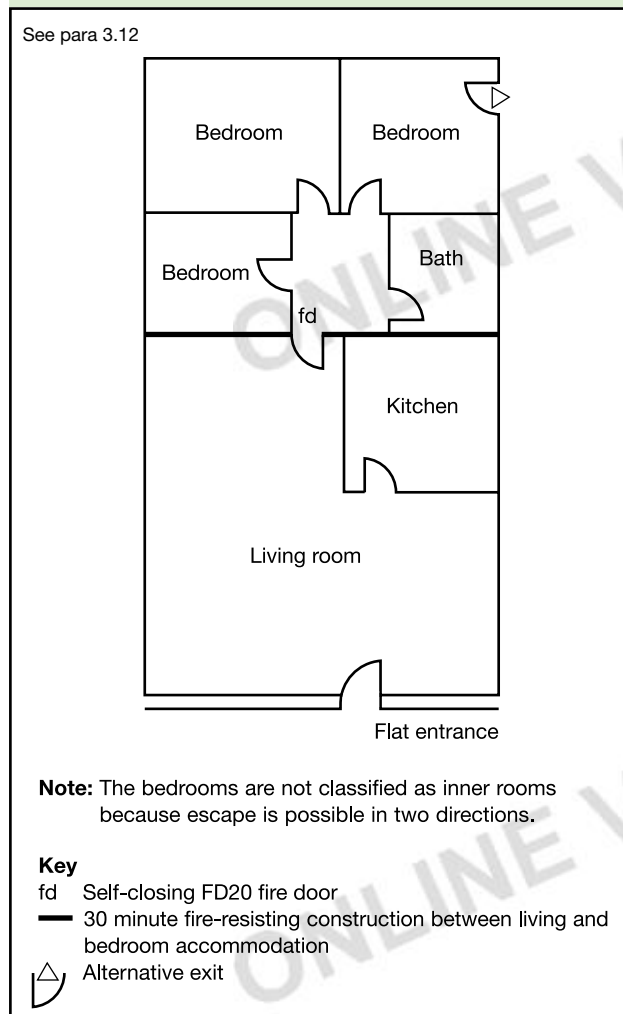 See para 3.12
Bedroom
Bedroom
Bedroom
Bath
fd
Kitchen
Living room
Flat entrance
Note: The bedrooms are not classified as inner rooms
because escape is possible in two directions.
Key
fd Self-closing FD20 fire door
30 minute fire-resisting construction between living and
bedroom accommodation
Alternative exit
ONLINE V
ONLINE V